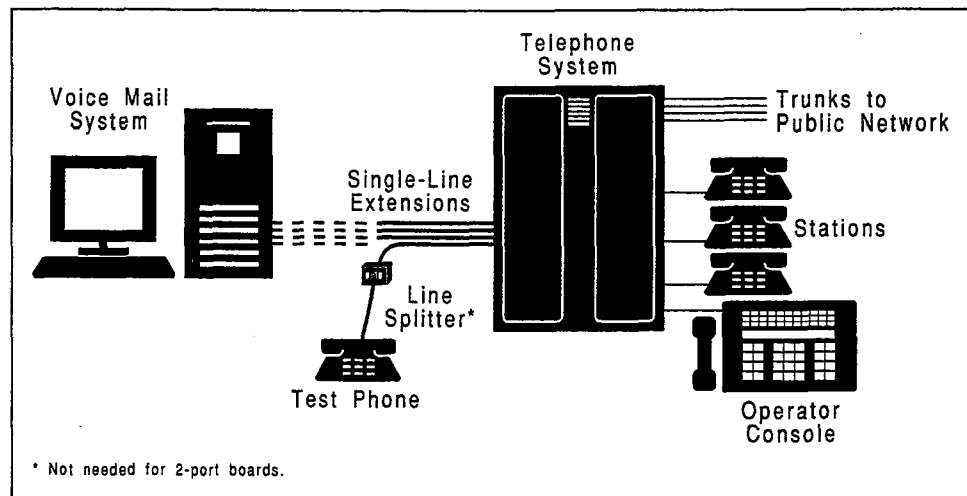 Telephone
System
Voice Mail
System
Trunks to
Public Network
Single-Line
Extensions
Stations
Line
Splitter*
Test Phone
Operator
Console
* Not needed for 2-port boards.